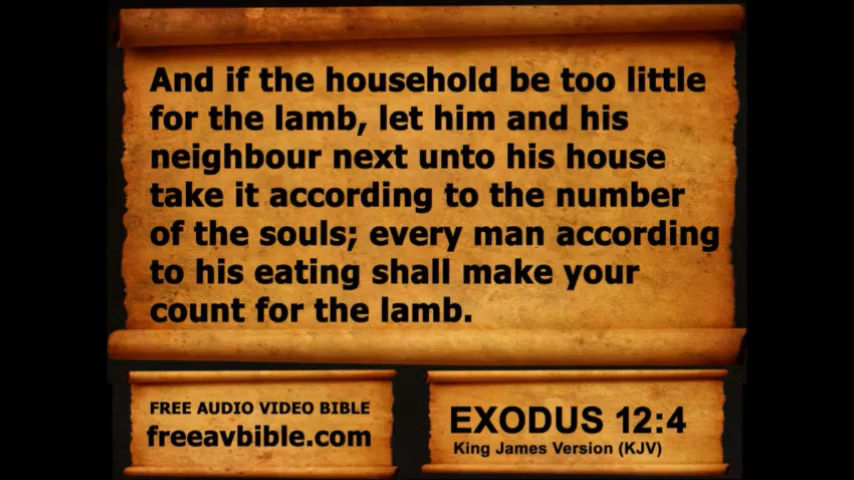 And if the household be too little
for the lamb, let him and his
neighbour next unto his house
take it according to the number
of the souls; every man according
to his eating shall make your
count for the lamb.
FREE AUDIO VIDEO BIBLE
freeavbible.com
EXODUS 12:4
King James Version (KJV)